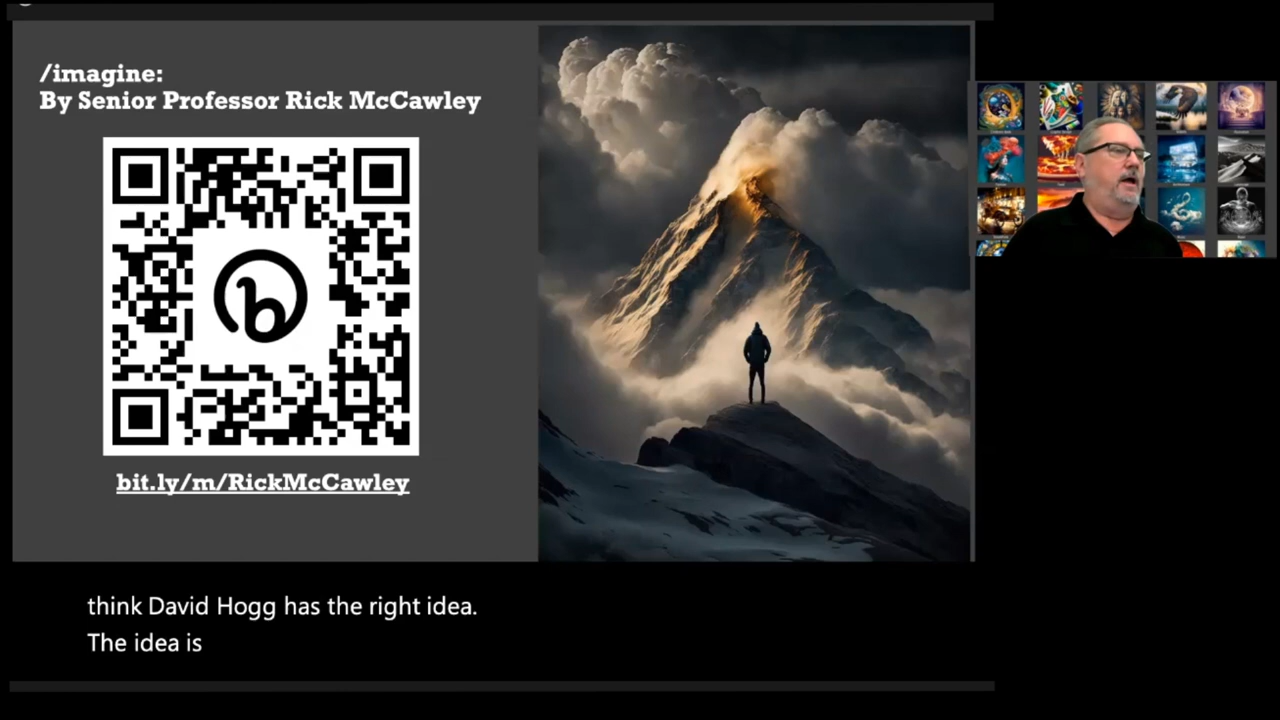 /imagine:
By Senior Professor Rick McCawley
bit.ly/m/RickMcCawley
think David Hogg has the right idea.
The idea is